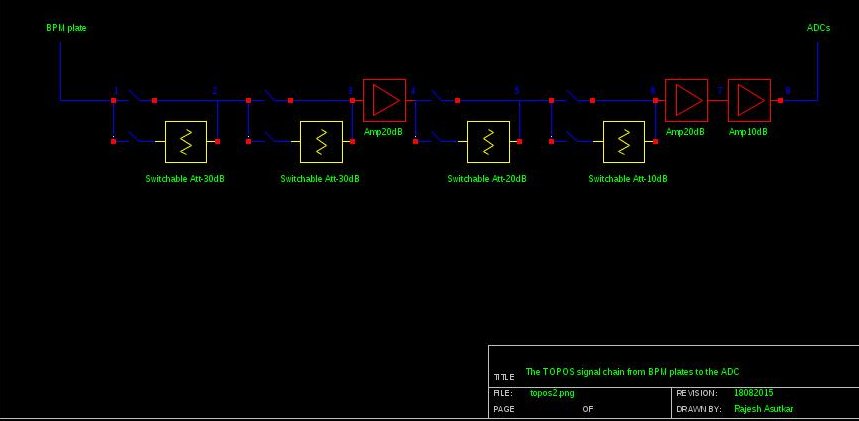 BPM plate
ADCs
1
2
3
4
5
6
7
8
Amp20dB
Amp20dB
Amp10dB
Switchable Att-30dB
Switchable Att-30dB
Switchable Att-20dB
Switchable Att-10dB
TITLE The TOPOS signal chain from BPM plates to the ADC
FILE: topos2.png REVISION: 18082015
PAGE OF DRAWN BY: Rajesh Asutkar